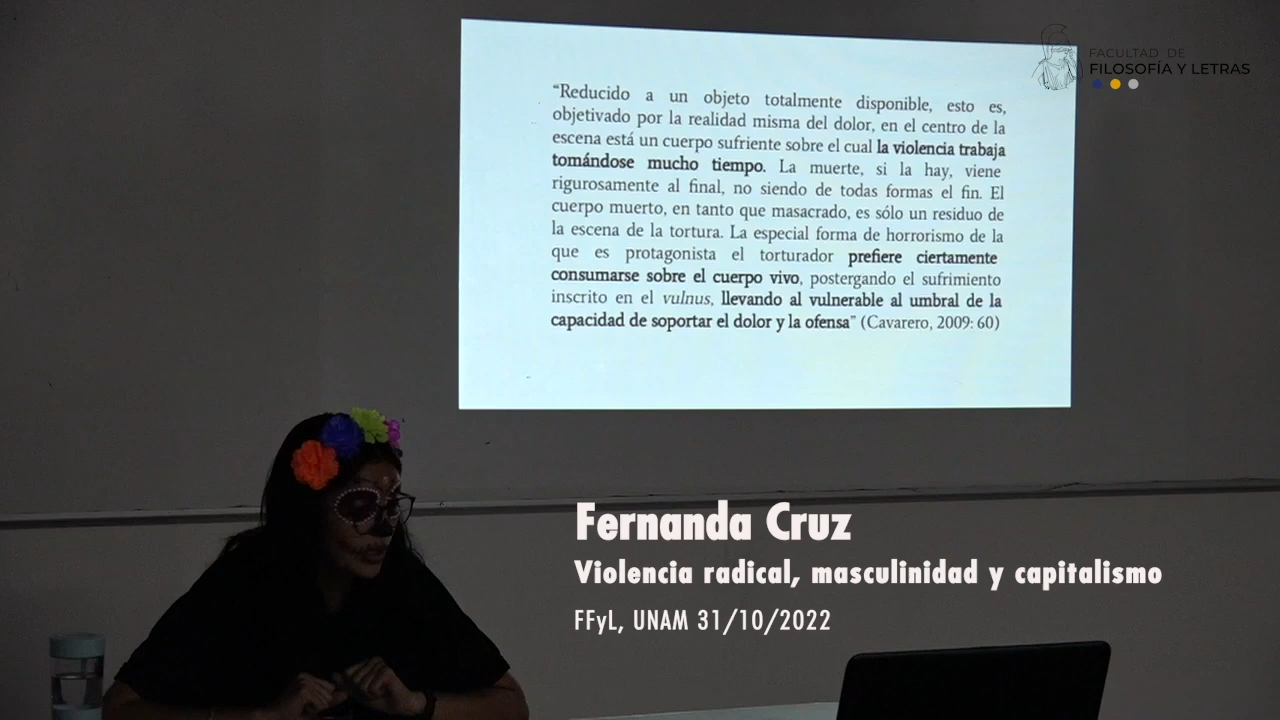 FACULTAD DE
FILOSOFÍA Y LETRAS
“Reducido a un objeto totalmente disponible, esto es,
objetivado por la realidad misma del dolor, en el centro de la
escena está un cuerpo sufriente sobre el cual la violencia trabaja
tomándose mucho tiempo. La muerte, si la hay, viene
rigurosamente al final, no siendo de todas formas el fin. El
cuerpo muerto, en tanto que masacrado, es sólo un residuo de
la escena de la tortura. La especial forma de horrorismo de la
que es protagonista el torturador prefiere ciertamente
consumarse sobre el cuerpo vivo, postergando el sufrimiento
inscrito en el vulnus, llevando al vulnerable al umbral de la
capacidad de soportar el dolor y la ofensa” (Cavarero, 2009: 60)
Fernanda Cruz
Violencia radical, masculinidad y capitalismo
FFyL, UNAM 31/10/2022